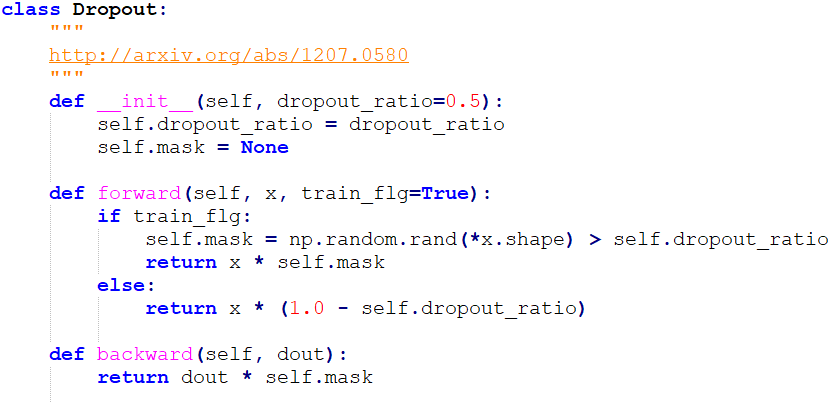 class Dropout:
    """
    http://arxiv.org/abs/1207.0580
    """
    def __init__(self, dropout_ratio=0.5):
        self.dropout_ratio = dropout_ratio
        self.mask = None
    def forward(self, x, train_flg=True):
        if train_flg:
            self.mask = np.random.rand(*x.shape) > self.dropout_ratio
            return x * self.mask
        else:
            return x * (1.0 - self.dropout_ratio)
    def backward(self, dout):
        return dout * self.mask